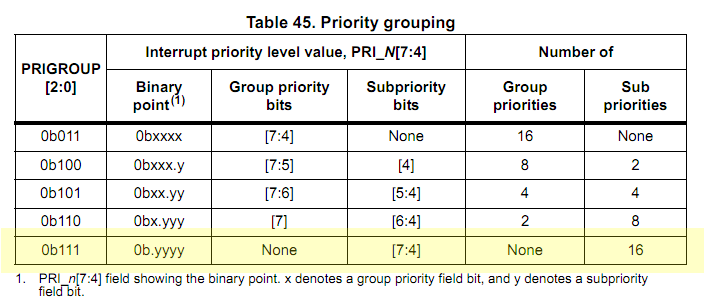 Table 45. Priority grouping
PRIGROUP [2:0] Interrupt priority level value, PRI_N[7:4] Number of
Binary point(1) Group priority bits Subpriority bits Group priorities Sub priorities
0b011 0bxxxx [7:4] None 16 None
0b100 0bxxx.y [7:5] [4] 8 2
0b101 0bxx.yy [7:6] [5:4] 4 4
0b110 0bx.yyy [7] [6:4] 2 8
0b111 0b.yyyy None [7:4] None 16
1. PRI_n[7:4] field showing the binary point. x denotes a group priority field bit, and y denotes a subpriority
field bit.